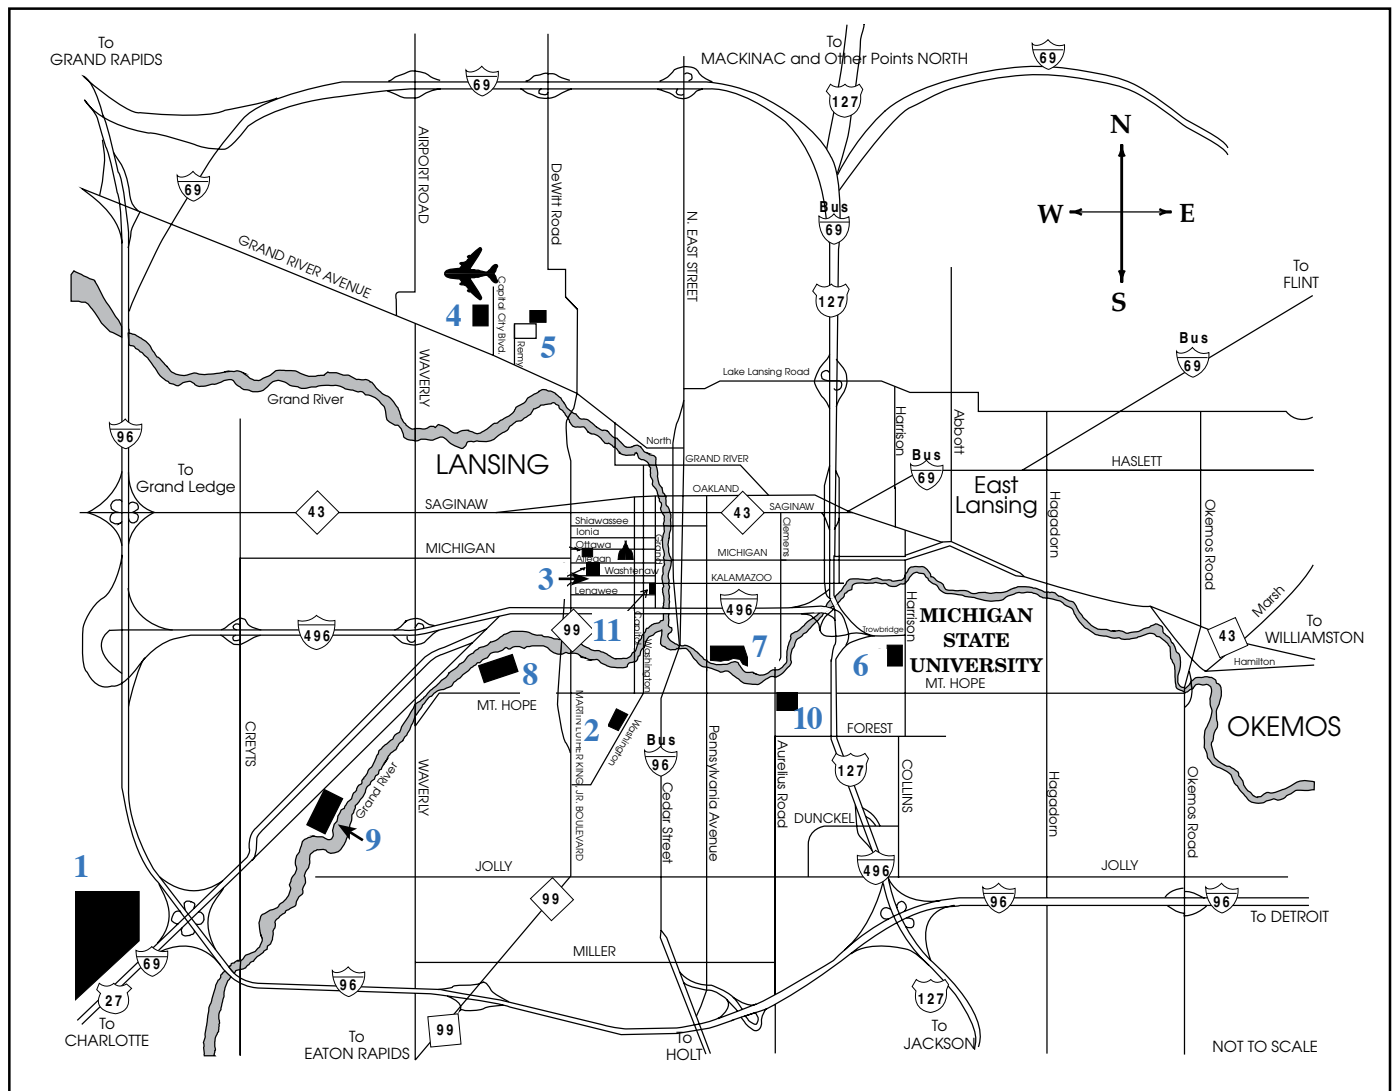 To
GRAND RAPIDS
To
MACKINAC and Other Points NORTH
69
69
127
N
W
E
S
69
AIRPORT ROAD
DeWitt Road
N. EAST STREET
Bus
69
127
GRAND RIVER AVENUE
Capital City Blvd.
4
5
Remy
To
FLINT
Bus
69
WAVERLY
Grand River
Lake Lansing Road
Harrison
Abbott
96
LANSING
North
GRAND RIVER
Bus
69
HASLETT
To
Grand Ledge
43
SAGINAW
OAKLAND
43
SAGINAW
East
Lansing
Hagadorn
Okemos Road
Shiawassee
Ionia
Ottawa
Allegan
Washtenaw
Lenawee
Grand
Clemens
MICHIGAN
MICHIGAN
KALAMAZOO
3
496
496
99
11
Capitol
Washington
7
Trowbridge
Harrison
MICHIGAN
STATE
UNIVERSITY
6
Marsh
43
To
WILLIAMSTON
Hamilton
8
MT. HOPE
MT. HOPE
2
Washington
10
FOREST
OKEMOS
CREYTS
WAVERLY
Grand River
9
MARTIN LUTHER KING, JR. BOULEVARD
Bus
96
Cedar Street
Pennsylvania Avenue
Aurelius Road
127
COLLINS
Hagadorn
Okemos Road
DUNCKEL
1
JOLLY
496
JOLLY
99
96
96
To DETROIT
69
27
96
MILLER
127
99
To
CHARLOTTE
To
EATON RAPIDS
To
HOLT
To
JACKSON
NOT TO SCALE